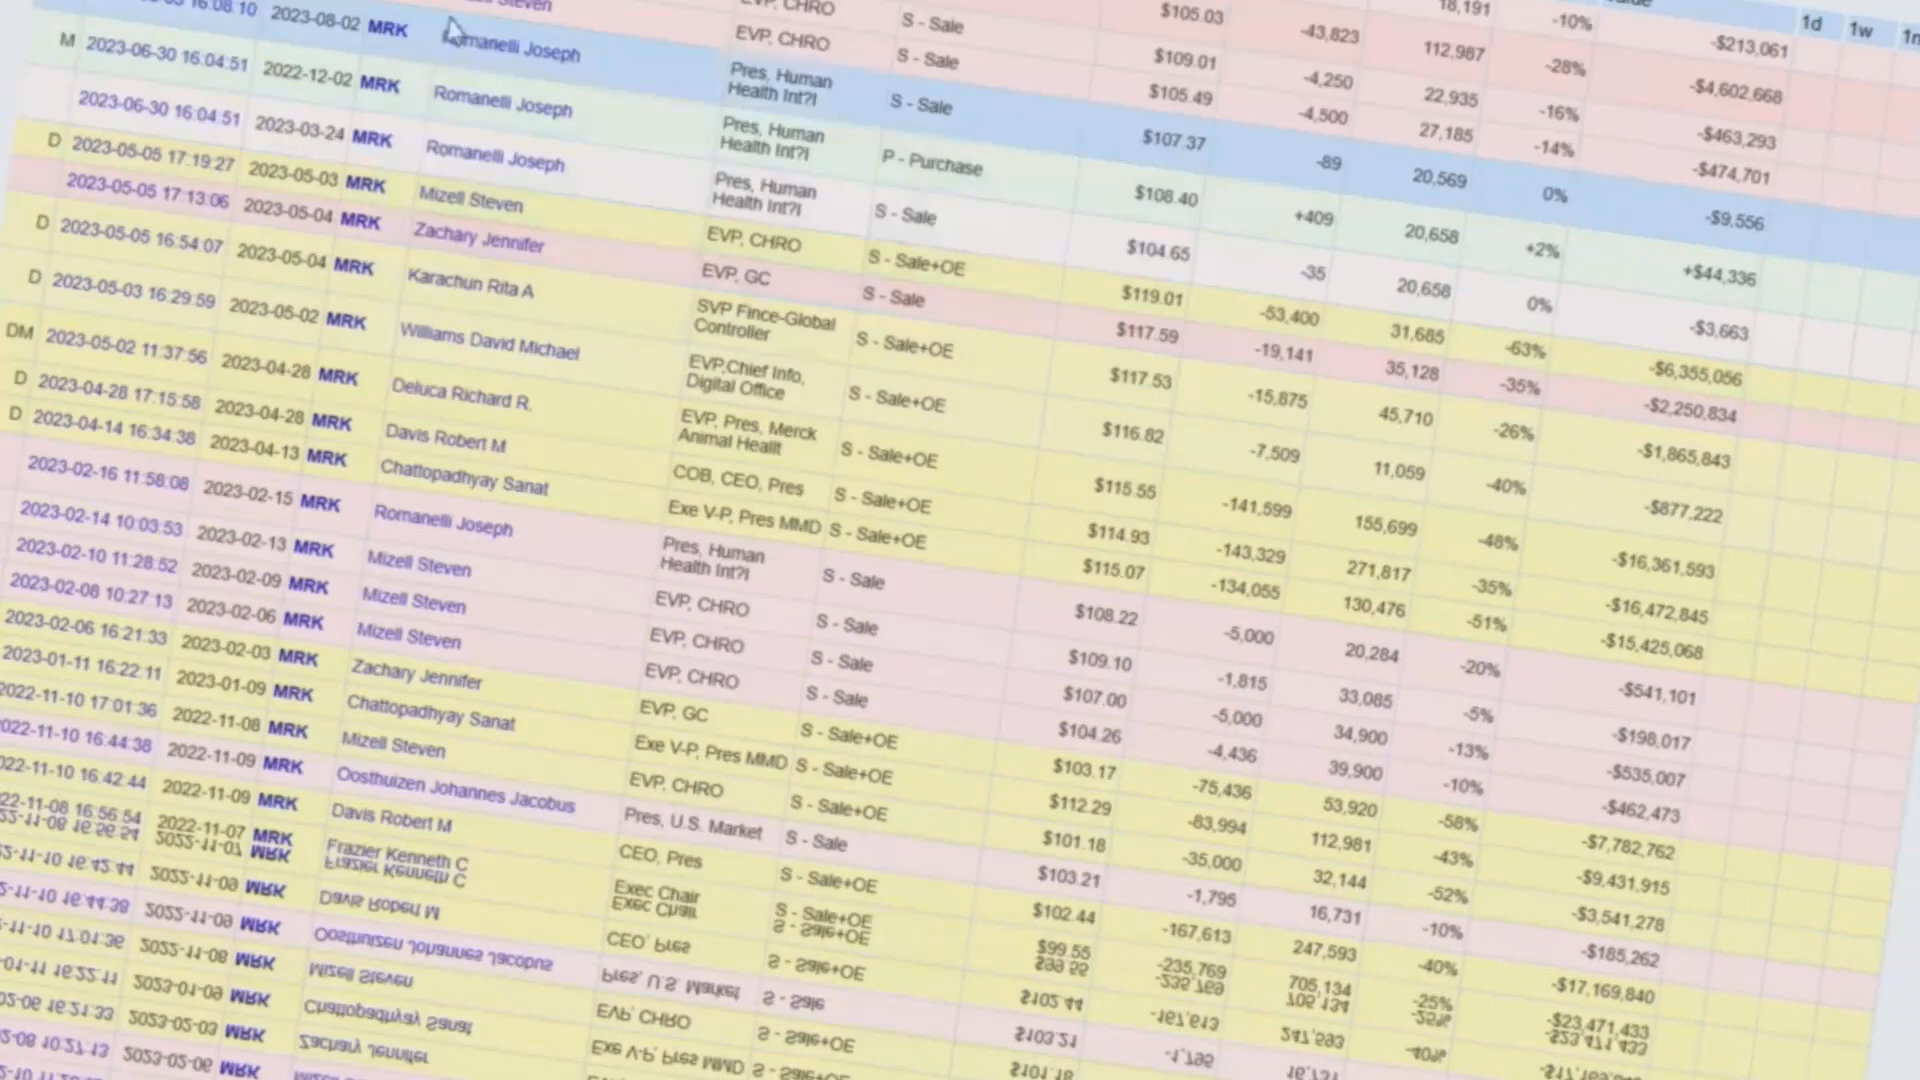 1d 1w
18,191 -10% -$213,061
$105.03 -43,823 112,987 -28% -$4,602,668
EVP, CHRO S - Sale $109.01 -4,250 22,935 -16% -$463,293
Steven EVP, CHRO S - Sale $105.49 -4,500 27,185 -14% -$474,701
16:08:10 2023-08-02 MRK Romanelli Joseph Pres, Human Health Int?l S - Sale $107.37 -89 20,569 0% -$9,556
M 2023-06-30 16:04:51 2022-12-02 MRK Romanelli Joseph Pres, Human Health Int?l P - Purchase $108.40 +409 20,658 +2% +$44,336
2023-06-30 16:04:51 2023-03-24 MRK Romanelli Joseph Pres, Human Health Int?l S - Sale $104.65 -35 20,658 0% -$3,663
D 2023-05-05 17:19:27 2023-05-03 MRK Mizell Steven EVP, CHRO S - Sale+OE $119.01 -53,400 31,685 -63% -$6,355,056
2023-05-05 17:13:06 2023-05-04 MRK Zachary Jennifer EVP, GC S - Sale $117.59 -19,141 35,128 -35% -$2,250,834
D 2023-05-05 16:54:07 2023-05-04 MRK Karachun Rita A SVP Fince-Global Controller S - Sale+OE $117.53 -15,875 45,710 -26% -$1,865,843
D 2023-05-03 16:29:59 2023-05-02 MRK Williams David Michael EVP,Chief Info, Digital Office S - Sale+OE $116.82 -7,509 11,059 -40% -$877,222
DM 2023-05-02 11:37:56 2023-04-28 MRK Deluca Richard R. EVP, Pres, Merck Animal Healt S - Sale+OE $115.55 -141,599 155,699 -48% -$16,361,593
D 2023-04-28 17:15:58 2023-04-28 MRK Davis Robert M COB, CEO, Pres S - Sale+OE $114.93 -143,329 271,817 -35% -$16,472,845
D 2023-04-14 16:34:38 2023-04-13 MRK Chattopadhyay Sanat Exe V-P, Pres MMD S - Sale+OE $115.07 -134,055 130,476 -51% -$15,425,068
2023-02-16 11:58:08 2023-02-15 MRK Romanelli Joseph Pres, Human Health Int?l S - Sale $108.22 -5,000 20,284 -20% -$541,101
2023-02-14 10:03:53 2023-02-13 MRK Mizell Steven EVP, CHRO S - Sale $109.10 -1,815 33,085 -5% -$198,017
2023-02-10 11:28:52 2023-02-09 MRK Mizell Steven EVP, CHRO S - Sale $107.00 -5,000 34,900 -13% -$535,007
2023-02-08 10:27:13 2023-02-06 MRK Mizell Steven EVP, CHRO S - Sale $104.26 -4,436 39,900 -10% -$462,473
2023-02-06 16:21:33 2023-02-03 MRK Zachary Jennifer EVP, GC S - Sale+OE $103.17 -75,436 53,920 -58% -$7,782,762
2023-01-11 16:22:11 2023-01-09 MRK Chattopadhyay Sanat Exe V-P, Pres MMD S - Sale+OE $112.29 -83,994 112,981 -43% -$9,431,915
2022-11-10 17:01:36 2022-11-08 MRK Mizell Steven EVP, CHRO S - Sale+OE $101.18 -35,000 32,144 -52% -$3,541,278
2022-11-10 16:44:38 2022-11-09 MRK Oosthuizen Johannes Jacobus Pres, U.S. Market S - Sale $103.21 -1,795 16,731 -10% -$185,262
022-11-10 16:42:44 2022-11-09 MRK Davis Robert M CEO, Pres S - Sale+OE $102.44 -167,613 247,593 -40% -$17,169,840
22-11-08 16:56:54 2022-11-07 MRK Frazier Kenneth C Exec Chair S - Sale+OE $99.55 -235,769 705,134 -25% -$23,471,433